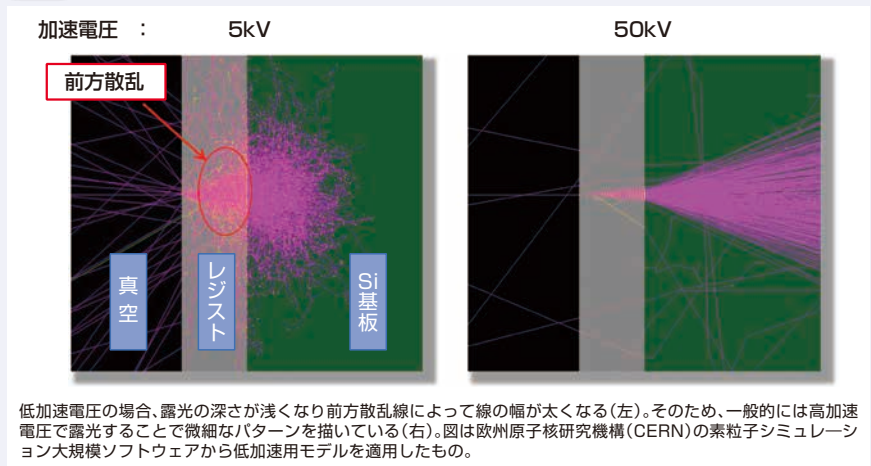 加速電圧 ： 5kV 50kV
前方散乱
真空
レジスト
Si基板
低加速電圧の場合、露光の深さが浅くなり前方散乱線によって線の幅が太くなる（左）。そのため、一般的には高加速
電圧で露光することで微細なパターンを描いている（右）。図は欧州原子核研究機構（CERN）の素粒子シミュレーシ
ョン大規模ソフトウェアから低加速用モデルを適用したもの。